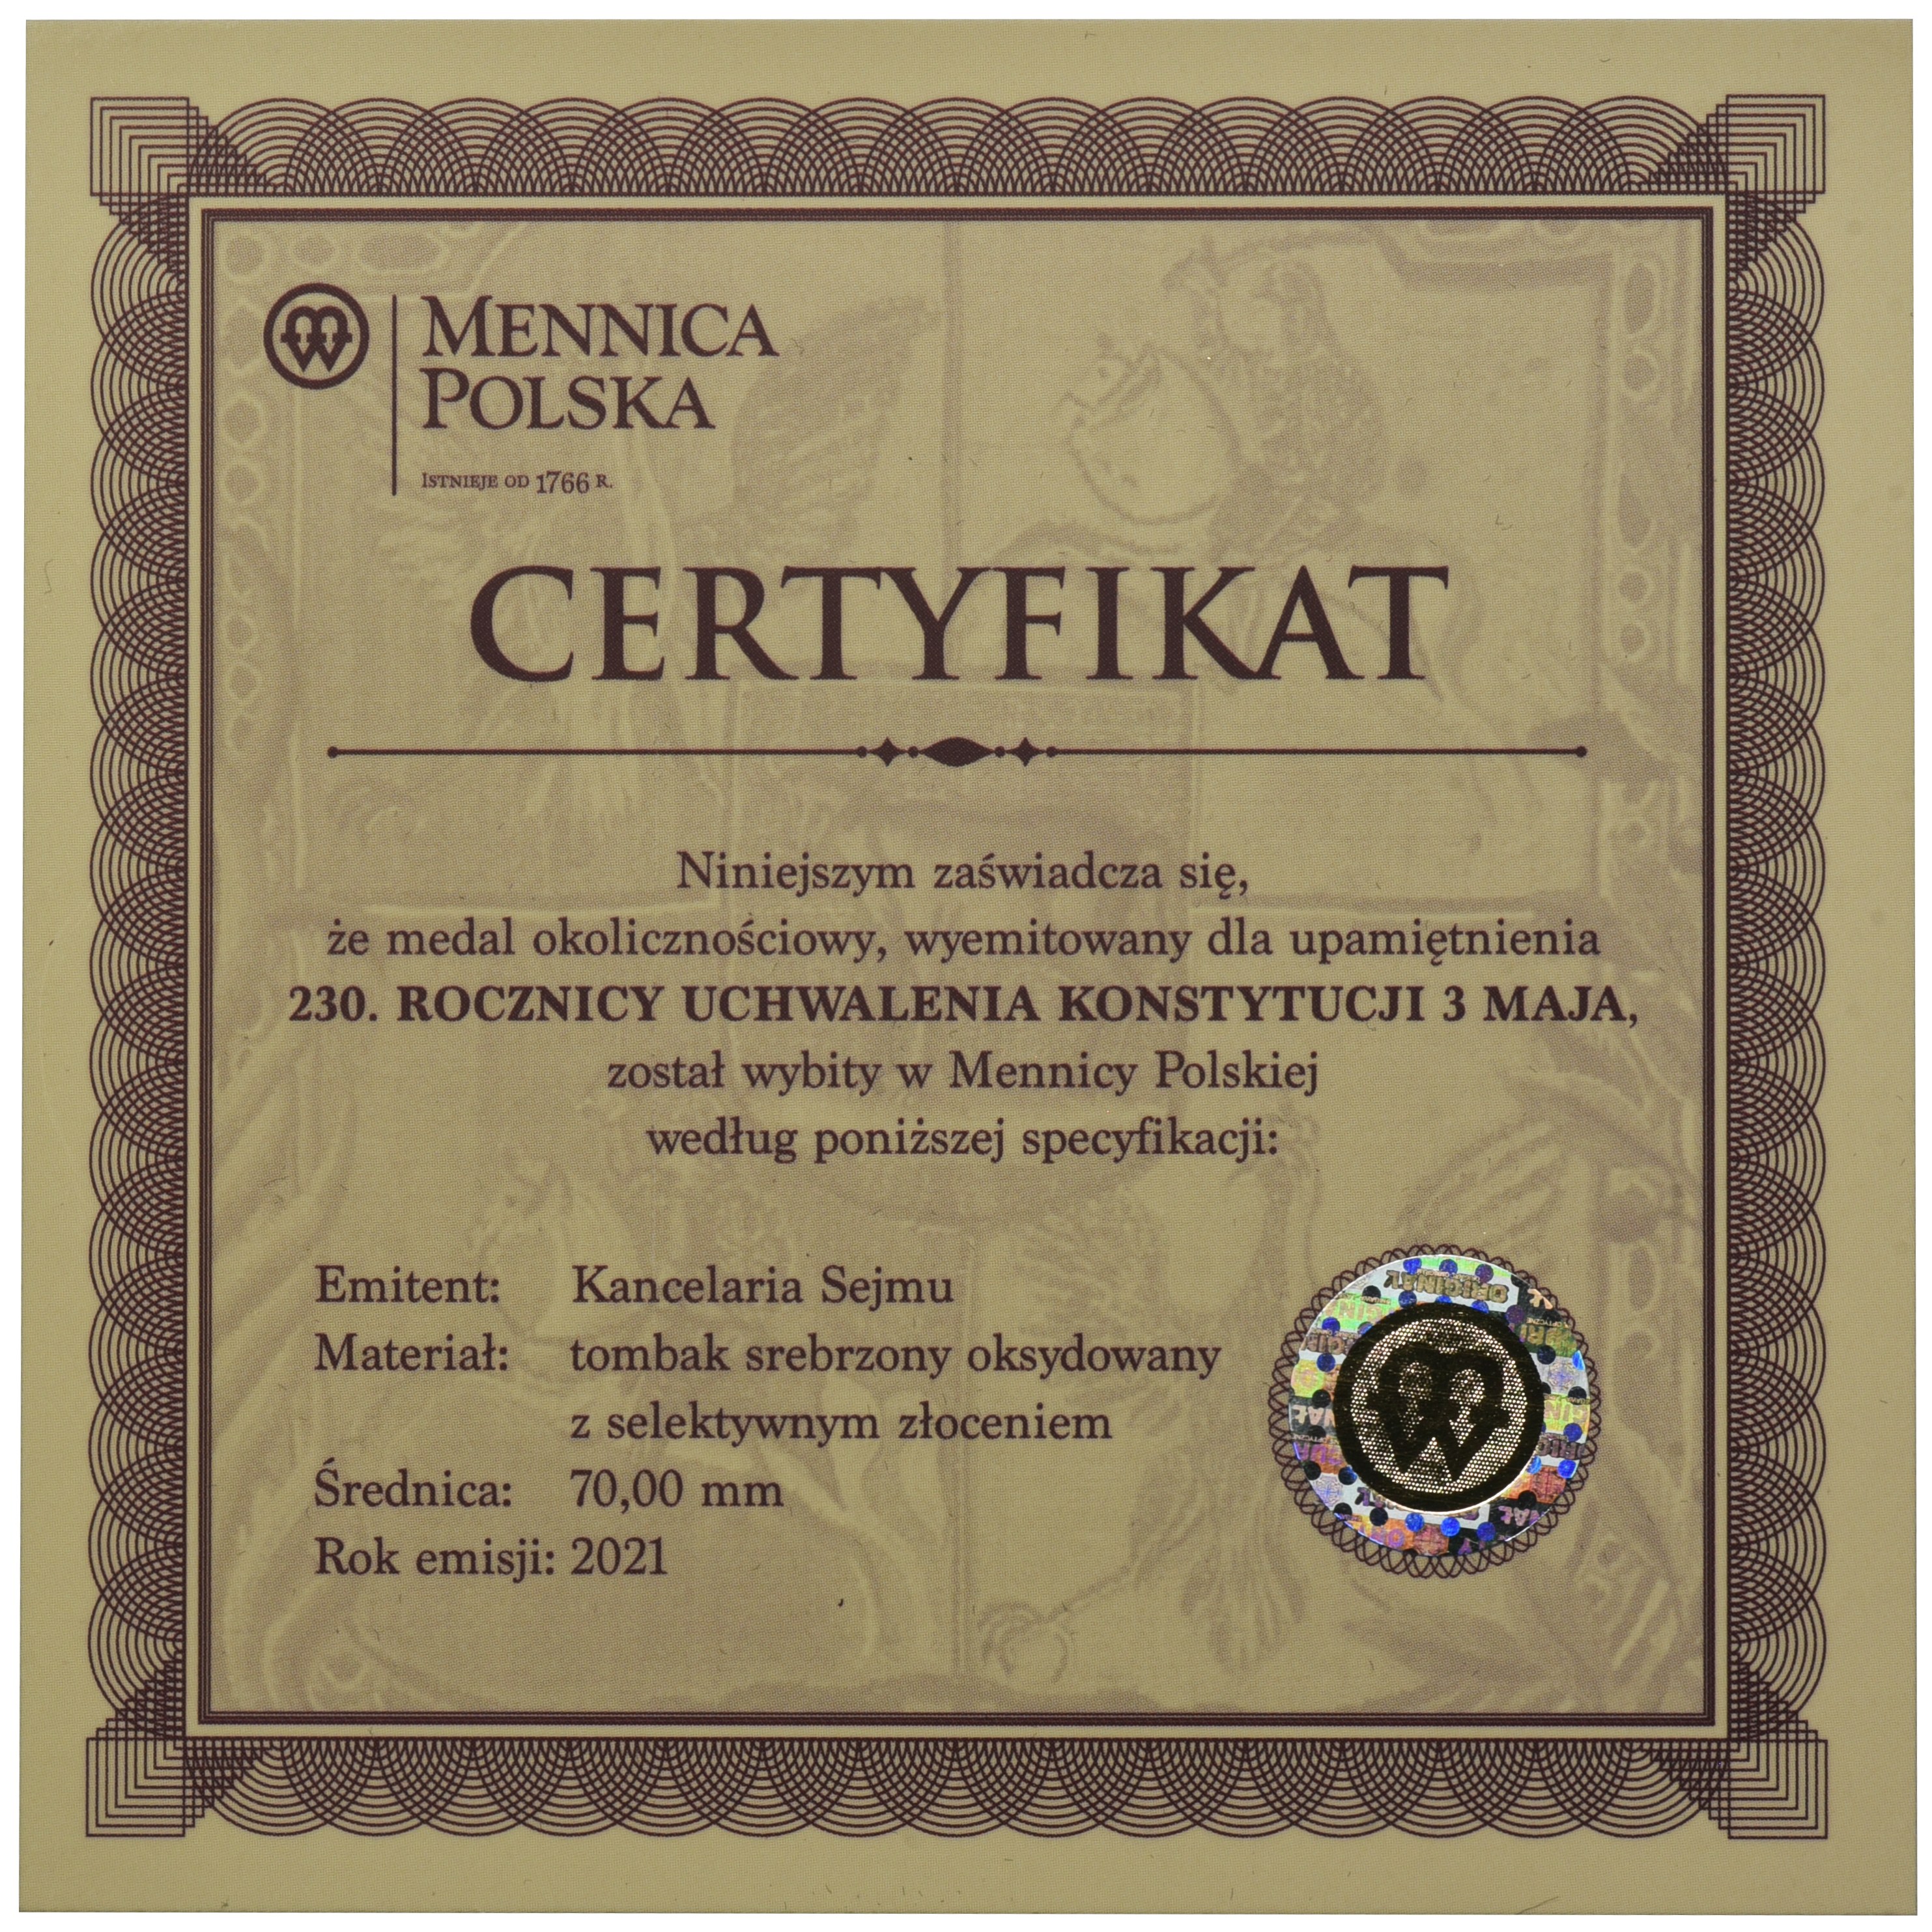 MENNICA
POLSKA
ISTNIEJE OD 1766 R.
CERTYFIKAT
Niniejszym zaświadcza się,
że medal okolicznościowy, wyemitowany dla upamiętnienia
230. ROCZNICY UCHWALENIA KONSTYTUCJI 3 MAJA,
został wybity w Mennicy Polskiej
według poniższej specyfikacji:
Emitent: Kancelaria Sejmu
Materiał: tombak srebrzony oksydowany
z selektywnym złoceniem
Średnica: 70,00 mm
Rok emisji: 2021
ORYGINAŁ